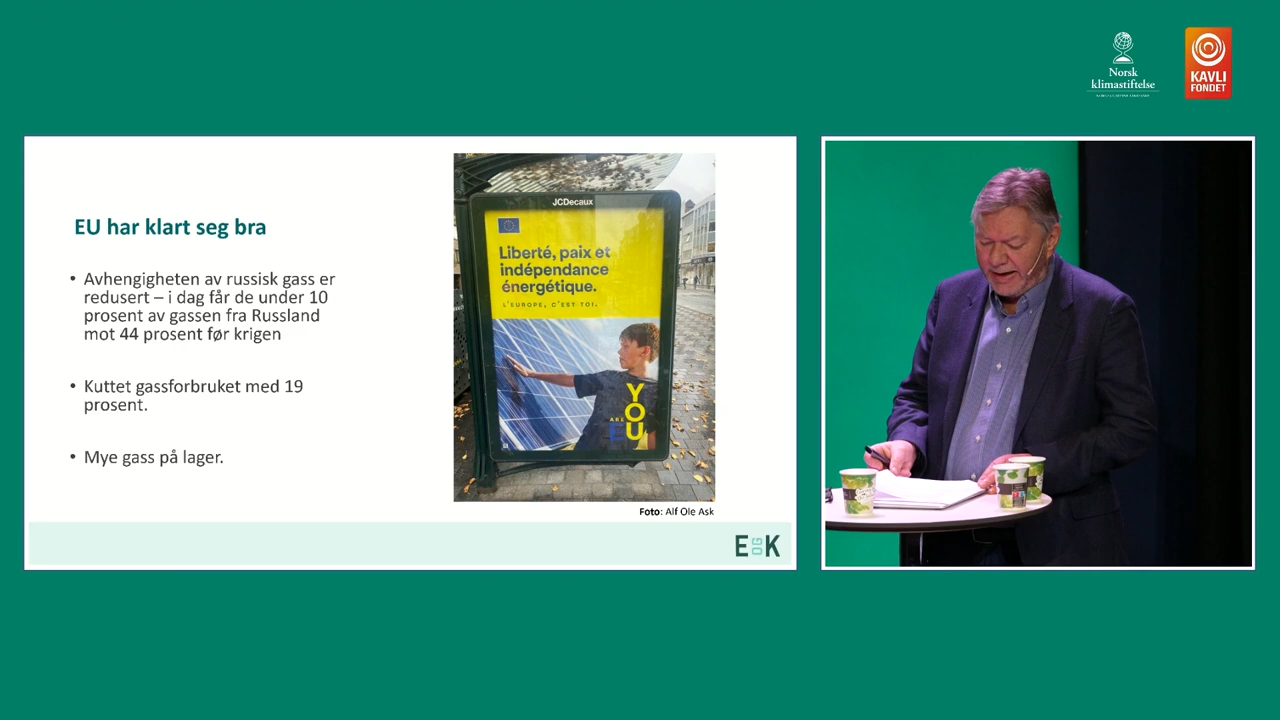 Norsk
klimastiftelse
KAVLI
FONDET
EU har klart seg bra
• Avhengigheten av russisk gass er
redusert – i dag får de under 10
prosent av gassen fra Russland
mot 44 prosent før krigen
• Kuttet gassforbruket med 19
prosent.
• Mye gass på lager.
JCDecaux
Liberté, paix et
indépendance
énergétique.
L'EUROPE, C'EST TOI.
YOU
ARE
EU
Foto: Alf Ole Ask
E OG K